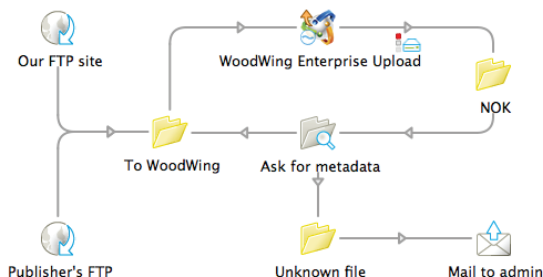 Our FTP site
WoodWing Enterprise Upload
NOK
To WoodWing
Ask for metadata
Publisher's FTP
Unknown file
Mail to admin